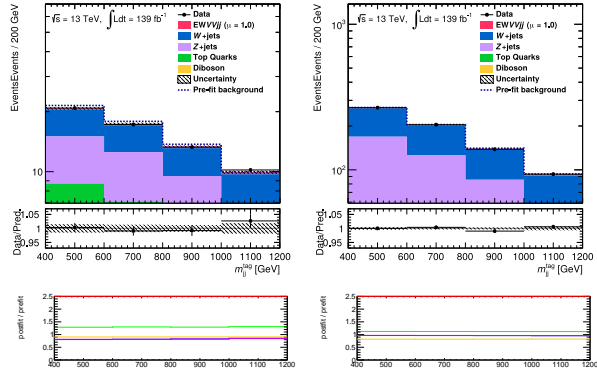 √s = 13 TeV, ∫Ldt = 139 fb⁻¹
Data
EWVVjj (μ = 1.0)
W+jets
Z+jets
Top Quarks
Diboson
Uncertainty
Pre-fit background
EventsEvents / 200 GeV
10
Data/Pred.
1.05
1
0.95
400 500 600 700 800 900 1000 1100 1200
m_jj^tag [GeV]
postfit / prefit
2.5
2
1.5
1
0.5
0
400 500 600 700 800 900 1000 1100 1200
√s = 13 TeV, ∫Ldt = 139 fb⁻¹
Data
EWVVjj (μ = 1.0)
W+jets
Z+jets
Top Quarks
Diboson
Uncertainty
Pre-fit background
EventsEvents / 200 GeV
10³
10²
Data/Pred.
1.05
1
0.95
400 500 600 700 800 900 1000 1100 1200
m_jj^tag [GeV]
postfit / prefit
2.5
2
1.5
1
0.5
0
400 500 600 700 800 900 1000 1100 1200